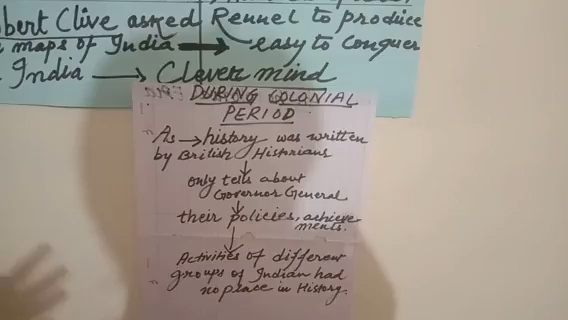 obert Clive asked Rennel to produce
maps of India → easy to Conquer
India → Clever mind
DURING COLONIAL
PERIOD
As → history was written
by British Historians
only tells about
Governor General
their policies, achieve
ments.
Activities of different
groups of Indian had
no place in History.